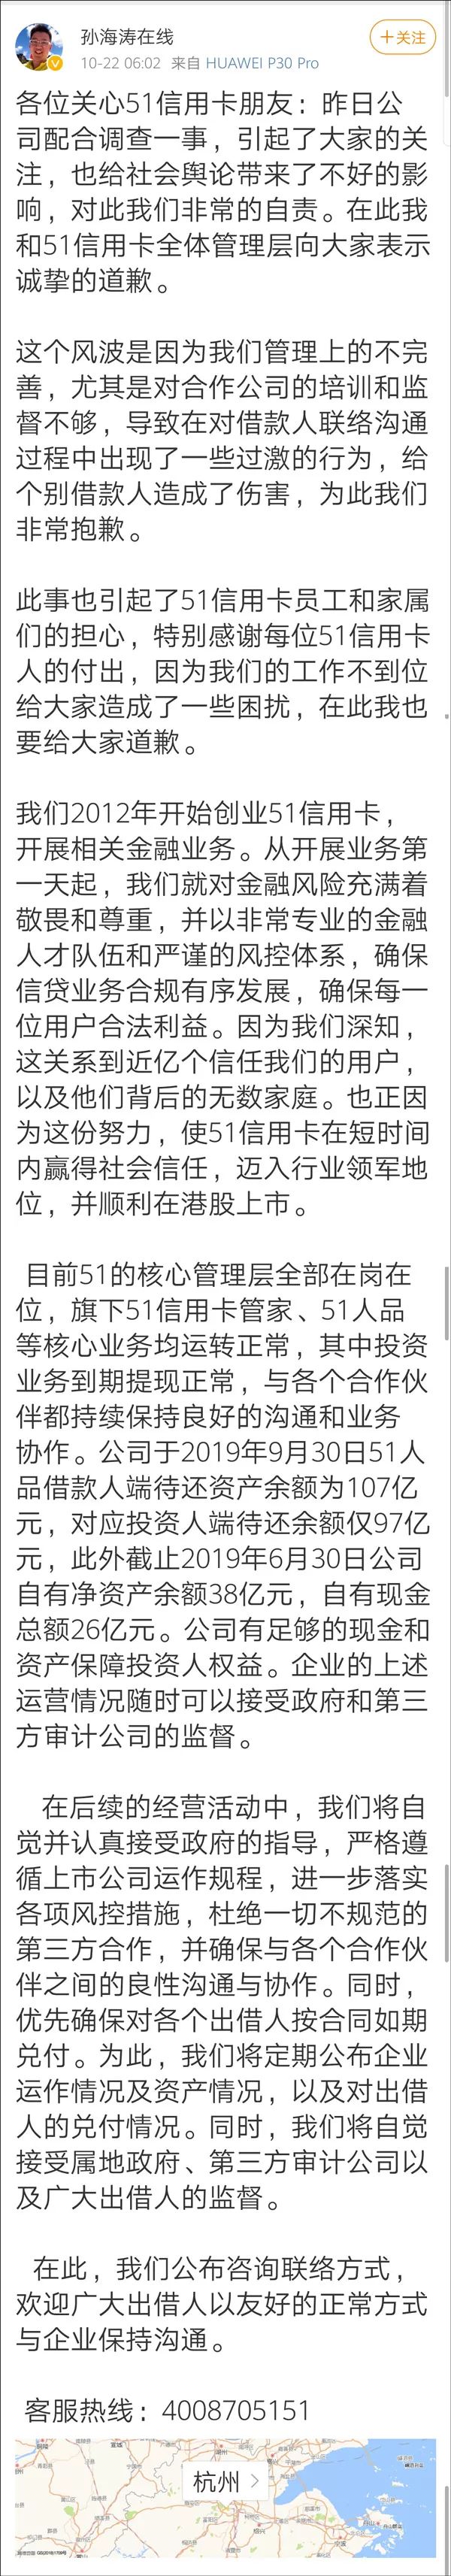 孙海涛在线
+关注
10-22 06:02 来自 HUAWEI P30 Pro
各位关心51信用卡朋友：昨日公
司配合调查一事，引起了大家的关
注，也给社会舆论带来了不好的影
响，对此我们非常的自责。在此我
和51信用卡全体管理层向大家表示
诚挚的道歉。
这个风波是因为我们管理上的不完
善，尤其是对合作公司的培训和监
督不够，导致在对借款人联络沟通
过程中出现了一些过激的行为，给
个别借款人造成了伤害，为此我们
非常抱歉。
此事也引起了51信用卡员工和家属
们的担心，特别感谢每位51信用卡
人的付出，因为我们的工作不到位
给大家造成了一些困扰，在此我也
要给大家道歉。
我们2012年开始创业51信用卡，
开展相关金融业务。从开展业务第
一天起，我们就对金融风险充满着
敬畏和尊重，并以非常专业的金融
人才队伍和严谨的风控体系，确保
信贷业务合规有序发展，确保每一
位用户合法利益。因为我们深知，
这关系到近亿个信任我们的用户，
以及他们背后的无数家庭。也正因
为这份努力，使51信用卡在短时间
内赢得社会信任，迈入行业领军地
位，并顺利在港股上市。
目前51的核心管理层全部在岗在
位，旗下51信用卡管家、51人品
等核心业务均运转正常，其中投资
业务到期提现正常，与各个合作伙
伴都持续保持良好的沟通和业务
协作。公司于2019年9月30日51人
品借款人端待还资产余额为107亿
元，对应投资人端待还余额仅97亿
元，此外截止2019年6月30日公司
自有净资产余额38亿元，自有现金
总额26亿元。公司有足够的现金和
资产保障投资人权益。企业的上述
运营情况随时可以接受政府和第三
方审计公司的监督。
在后续的经营活动中，我们将自
觉并认真接受政府的指导，严格遵
循上市公司运作规程，进一步落实
各项风控措施，杜绝一切不规范的
第三方合作，并确保与各个合作伙
伴之间的良性沟通与协作。同时，
优先确保对各个出借人按合同如期
兑付。为此，我们将定期公布企业
运作情况及资产情况，以及对出借
人的兑付情况。同时，我们将自觉
接受属地政府、第三方审计公司以
及广大出借人的监督。
在此，我们公布咨询联络方式，
欢迎广大出借人以友好的正常方式
与企业保持沟通。
客服热线：4008705151
杭州